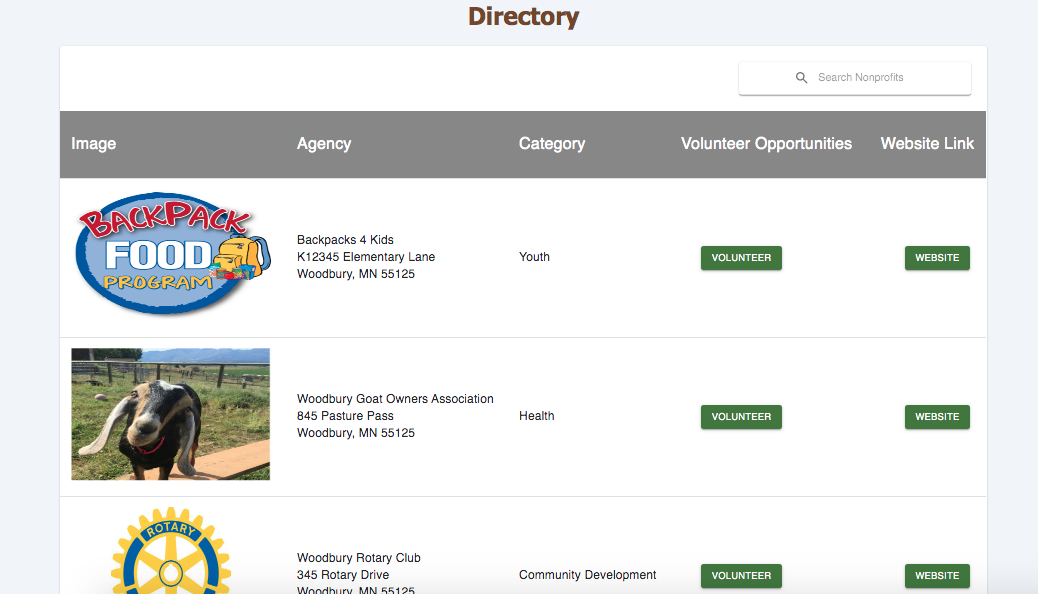 Directory
Search Nonprofits
Image Agency Category Volunteer Opportunities Website Link
BACKPACK
FOOD
PROGRAM
Backpacks 4 Kids
K12345 Elementary Lane
Woodbury, MN 55125
Youth
VOLUNTEER
WEBSITE
Woodbury Goat Owners Association
845 Pasture Pass
Woodbury, MN 55125
Health
VOLUNTEER
WEBSITE
ROTARY
Woodbury Rotary Club
345 Rotary Drive
Woodbury, MN 55125
Community Development
VOLUNTEER
WEBSITE